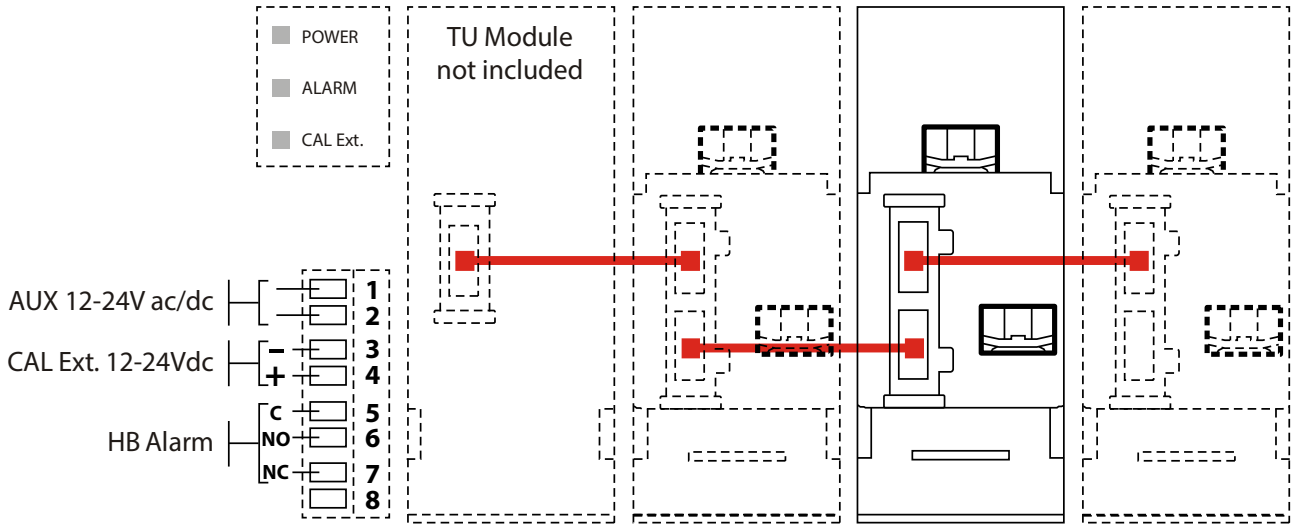 POWER
ALARM
CAL Ext.
TU Module
not included
AUX 12-24V ac/dc
1
2
CAL Ext. 12-24Vdc
− 3
+ 4
HB Alarm
C 5
NO 6
NC 7
8